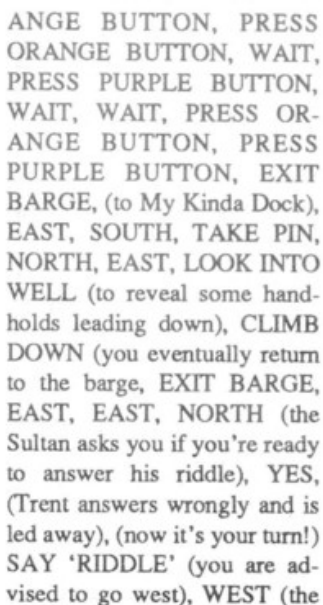 ANGE BUTTON, PRESS
ORANGE BUTTON, WAIT,
PRESS PURPLE BUTTON,
WAIT, WAIT, PRESS OR-
ANGE BUTTON, PRESS
PURPLE BUTTON, EXIT
BARGE, (to My Kinda Dock),
EAST, SOUTH, TAKE PIN,
NORTH, EAST, LOOK INTO
WELL (to reveal some hand-
holds leading down), CLIMB
DOWN (you eventually return
to the barge, EXIT BARGE,
EAST, EAST, NORTH (the
Sultan asks you if you're ready
to answer his riddle), YES,
(Trent answers wrongly and is
led away), (now it's your turn!)
SAY 'RIDDLE' (you are ad-
vised to go west), WEST (the